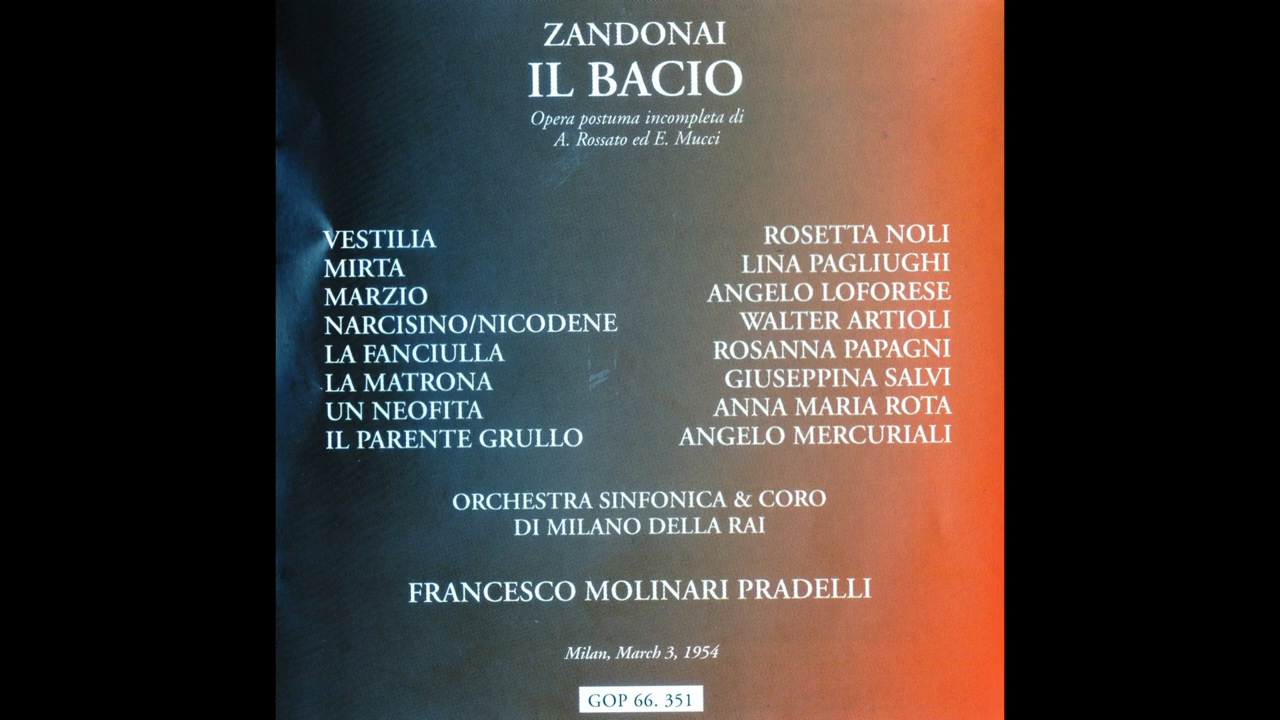 ZANDONAI
IL BACIO
Opera postuma incompleta di
A. Rossato ed E. Mucci
VESTILIA ROSETTA NOLI
MIRTA LINA PAGLIUGHI
MARZIO ANGELO LOFORESE
NARCISINO/NICODENE WALTER ARTIOLI
LA FANCIULLA ROSANNA PAPAGNI
LA MATRONA GIUSEPPINA SALVI
UN NEOFITA ANNA MARIA ROTA
IL PARENTE GRULLO ANGELO MERCURIALI
ORCHESTRA SINFONICA & CORO
DI MILANO DELLA RAI
FRANCESCO MOLINARI PRADELLI
Milan, March 3, 1954
GOP 66. 351